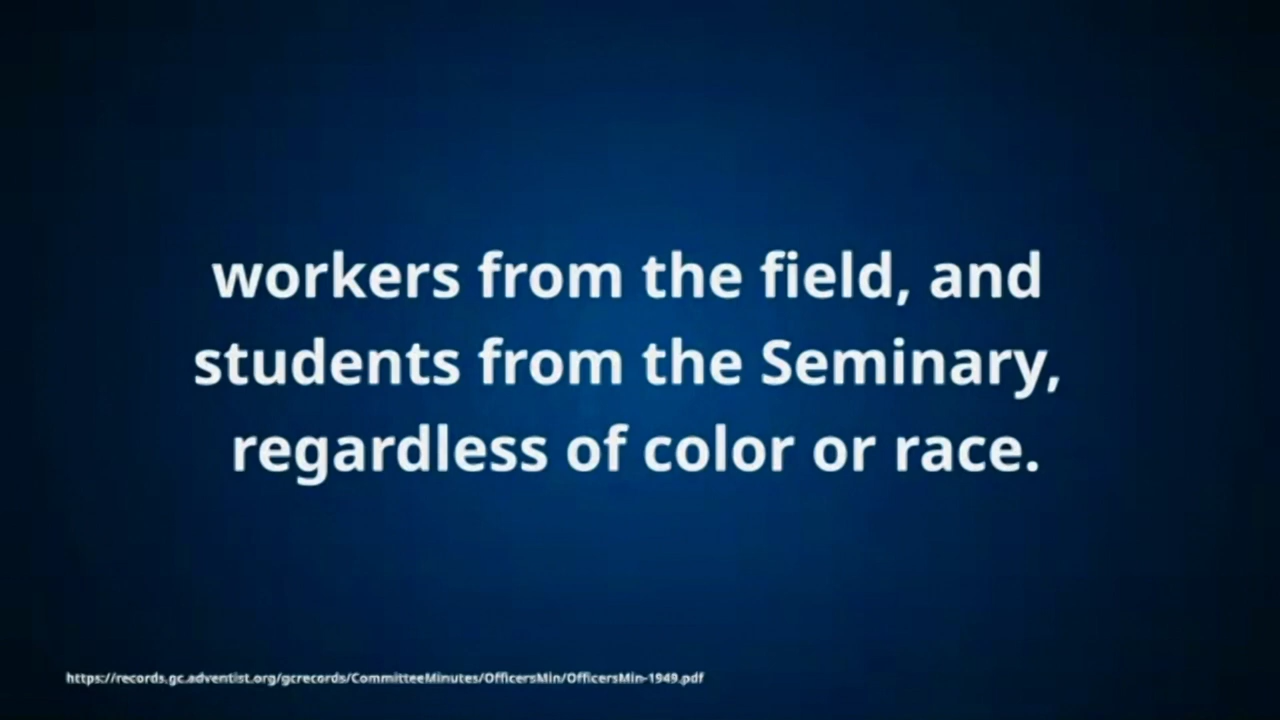 workers from the field, and
students from the Seminary,
regardless of color or race.
https://records.gc.adventist.org/gcrecords/CommitteeMinutes/OfficersMin/OfficersMin-1949.pdf